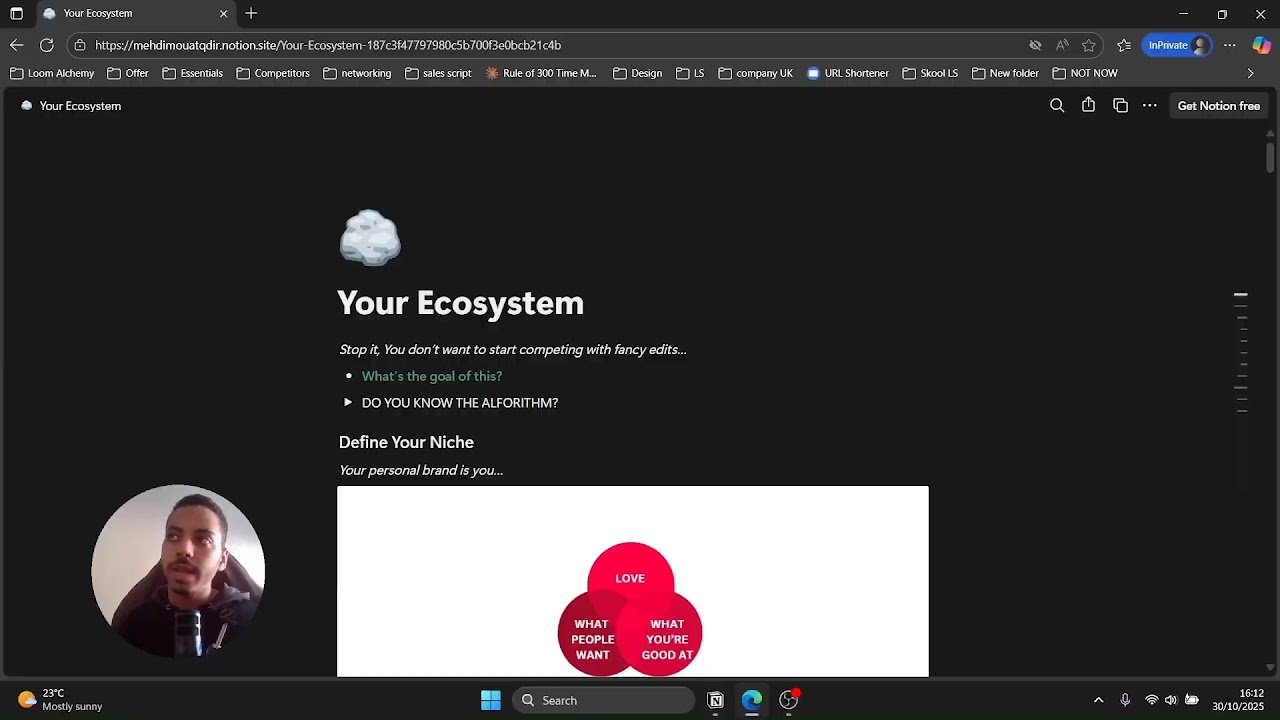 Your Ecosystem
https://mehdimouatqdir.notion.site/Your-Ecosystem-187c3f47797980c5b700f3e0bcb21c4b
InPrivate
Loom Alchemy
Offer
Essentials
Competitors
networking
sales script
Rule of 300 Time M...
Design
LS
company UK
URL Shortener
Skool LS
New folder
NOT NOW
Your Ecosystem
Get Notion free
Your Ecosystem
Stop it, You don't want to start competing with fancy edits...
What's the goal of this?
DO YOU KNOW THE ALFORITHM?
Define Your Niche
Your personal brand is you...
LOVE
WHAT
PEOPLE
WANT
WHAT
YOU'RE
GOOD AT
23°C
Mostly sunny
Search
16:12
30/10/2025